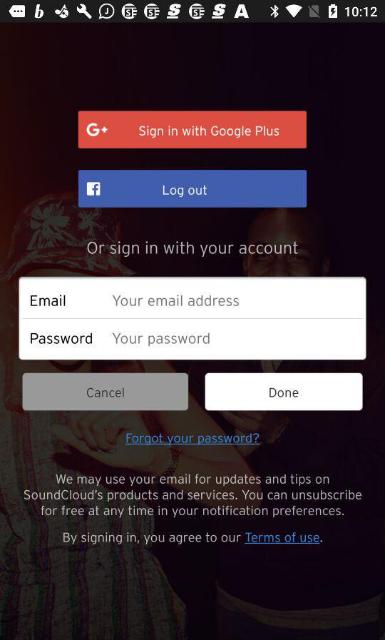 10:12
G+ Sign in with Google Plus
Log out
Or sign in with your account
Email Your email address
Password Your password
Cancel Done
Forgot your password?
We may use your email for updates and tips on
SoundCloud's products and services. You can unsubscribe
for free at any time in your notification preferences.
By signing in, you agree to our Terms of use.